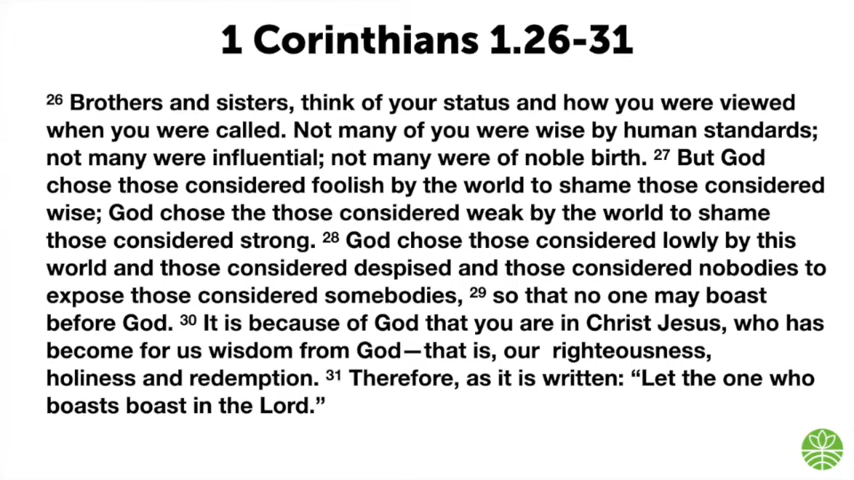 1 Corinthians 1.26-31
26 Brothers and sisters, think of your status and how you were viewed
when you were called. Not many of you were wise by human standards;
not many were influential; not many were of noble birth. 27 But God
chose those considered foolish by the world to shame those considered
wise; God chose the those considered weak by the world to shame
those considered strong. 28 God chose those considered lowly by this
world and those considered despised and those considered nobodies to
expose those considered somebodies, 29 so that no one may boast
before God. 30 It is because of God that you are in Christ Jesus, who has
become for us wisdom from God—that is, our  righteousness,
holiness and redemption. 31 Therefore, as it is written: “Let the one who
boasts boast in the Lord.”